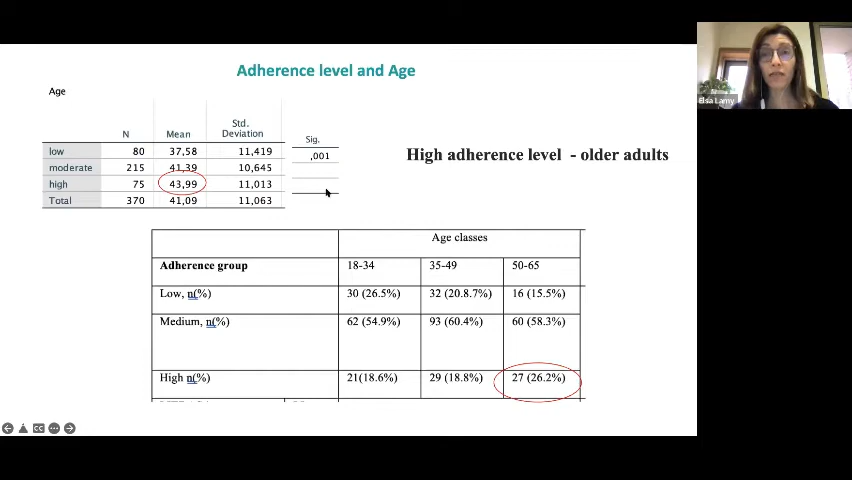 Adherence level and Age
Age
N Mean Std. Deviation Sig.
low 80 37,58 11,419 ,001
moderate 215 41,39 10,645
high 75 43,99 11,013
Total 370 41,09 11,063
High adherence level - older adults
Age classes
Adherence group 18-34 35-49 50-65
Low, n(%) 30 (26.5%) 32 (20.8.7%) 16 (15.5%)
Medium, n(%) 62 (54.9%) 93 (60.4%) 60 (58.3%)
High n(%) 21(18.6%) 29 (18.8%) 27 (26.2%)
CC
Elsa Lamy